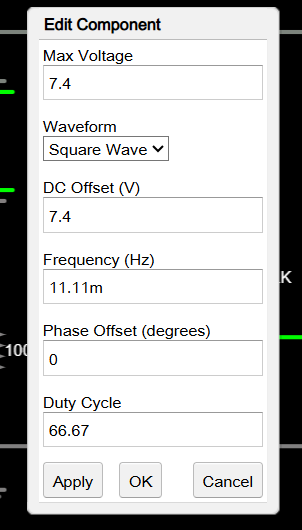 Edit Component
Max Voltage
7.4
Waveform
Square Wave
DC Offset (V)
7.4
Frequency (Hz)
11.11m
K
Phase Offset (degrees)
100
0
Duty Cycle
66.67
Apply OK Cancel